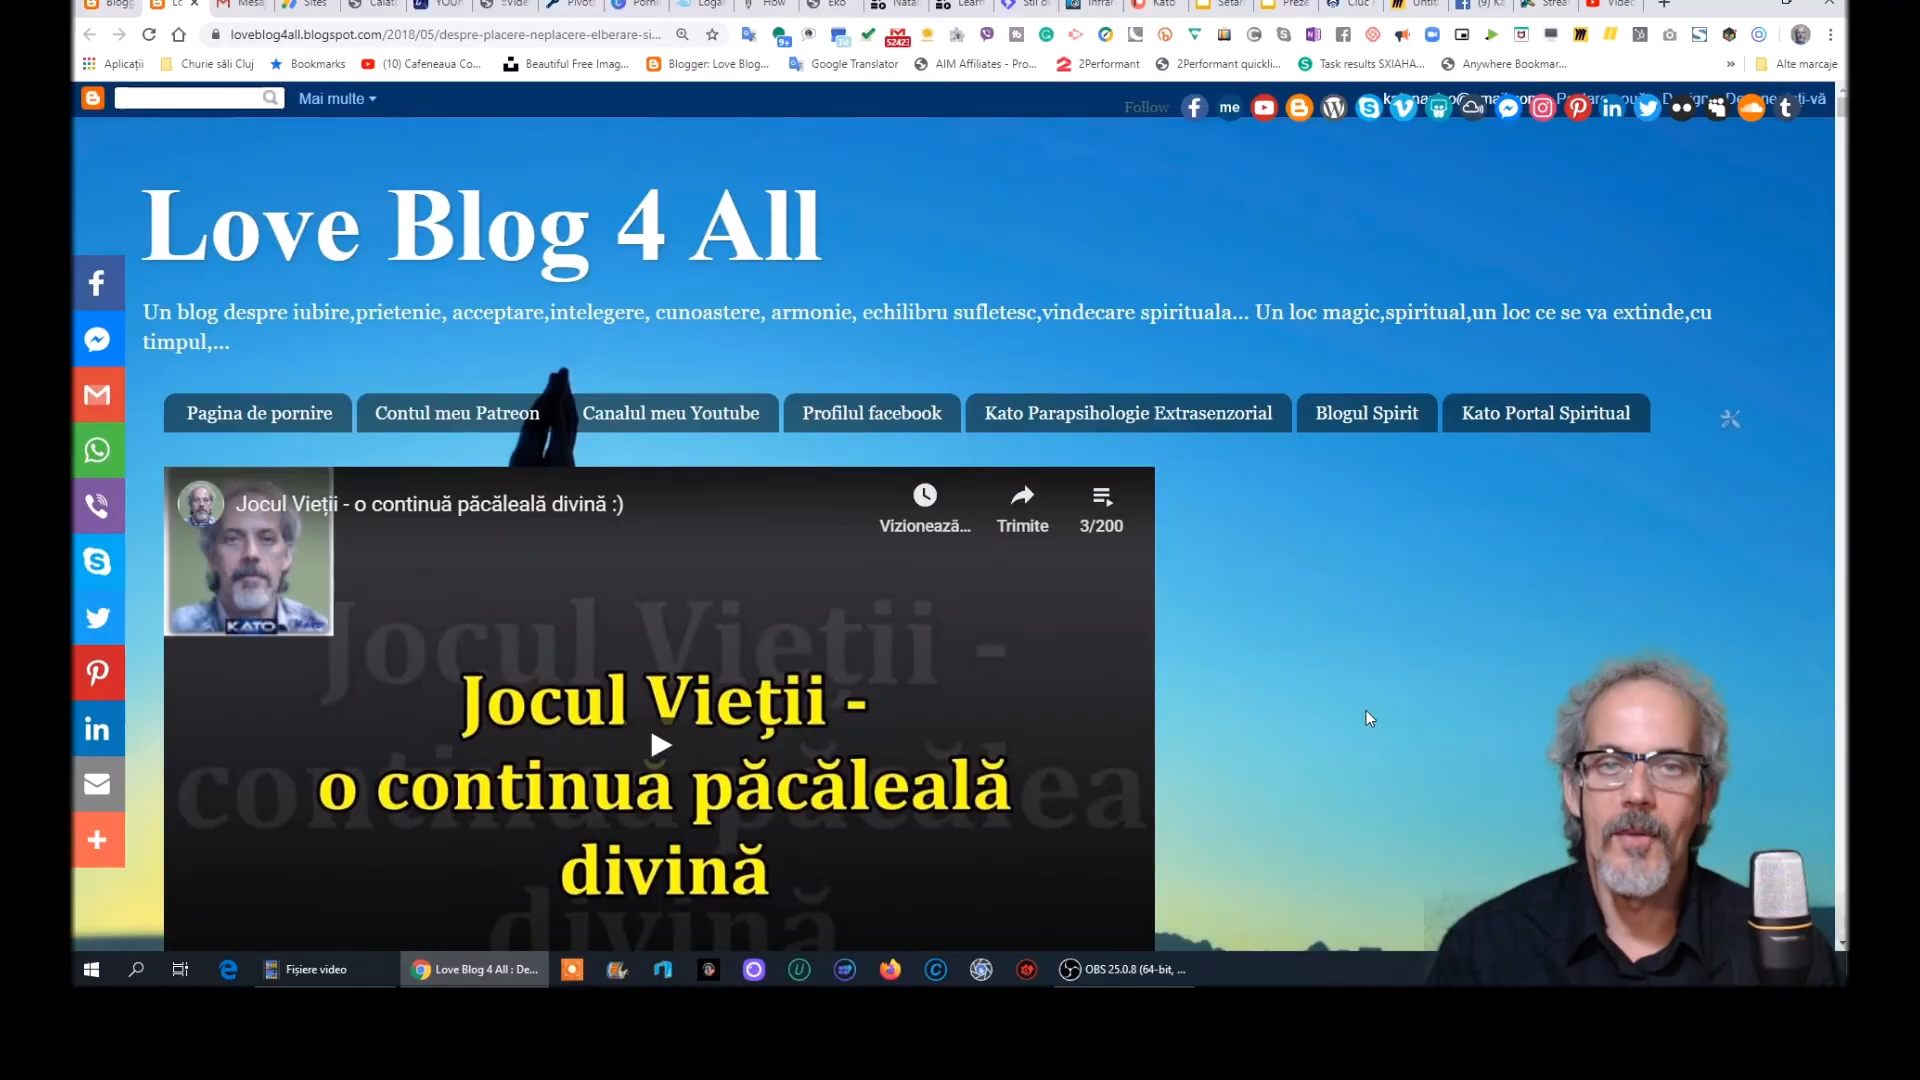 Sites
loveblog4all.blogspot.com/2018/05/despre-placere-neplacere-elberare-si...
Aplicații
Churie săli Cluj
Bookmarks
(10) Cafeneaua Co...
Beautiful Free Imag...
Blogger: Love Blog...
Google Translator
AIM Affiliates - Pro...
2Performant
2Performant quickli...
Task results SXIAHA...
Anywhere Bookmar...
»
Alte marcaje
Mai multe
Follow
me
Love Blog 4 All
Un blog despre iubire,prietenie, acceptare,intelegere, cunoastere, armonie, echilibru sufletesc,vindecare spirituala... Un loc magic,spiritual,un loc ce se va extinde,cu
timpul,...
Pagina de pornire
Contul meu Patreon
Canalul meu Youtube
Profilul facebook
Kato Parapsihologie Extrasenzorial
Blogul Spirit
Kato Portal Spiritual
Jocul Vieții - o continuă păcăleală divină :)
Vizionează...
Trimite
3/200
KATO
Jocul Vieții -
o continuă păcăleală
divină
Fișiere video
Love Blog 4 All : De...
OBS 25.0.8 (64-bit, ...